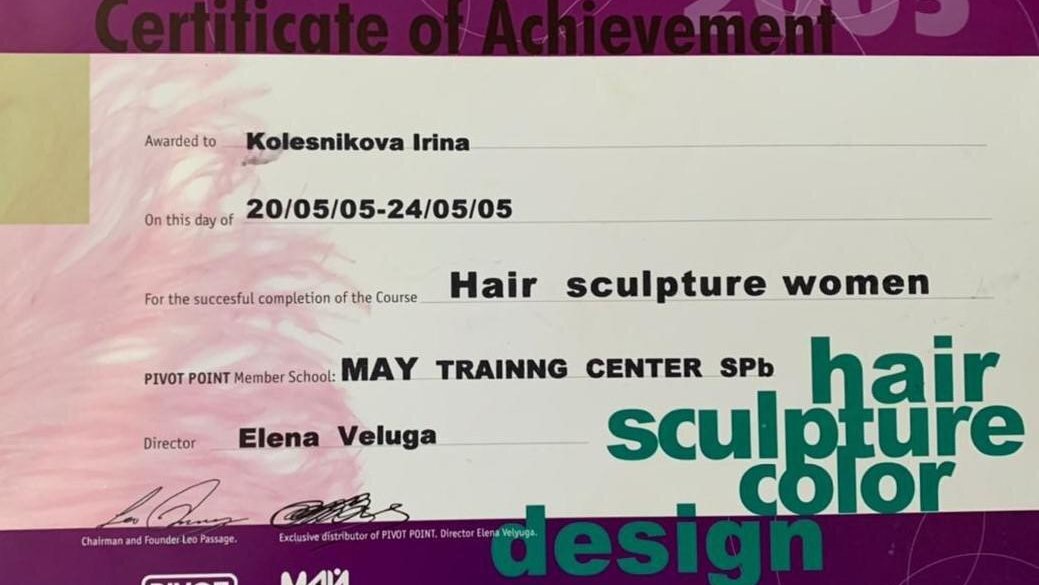 2005
Certificate of Achievement
Awarded to Kolesnikova Irina
On this day of 20/05/05-24/05/05
For the succesful completion of the Course Hair sculpture women
PIVOT POINT Member School: MAY TRAINNG CENTER SPb
Director Elena Veluga
hair
sculpture
color
design
Chairman and Founder Leo Passage.
Exclusive distributor of PIVOT POINT. Director Elena Velyuga.
PIVOT